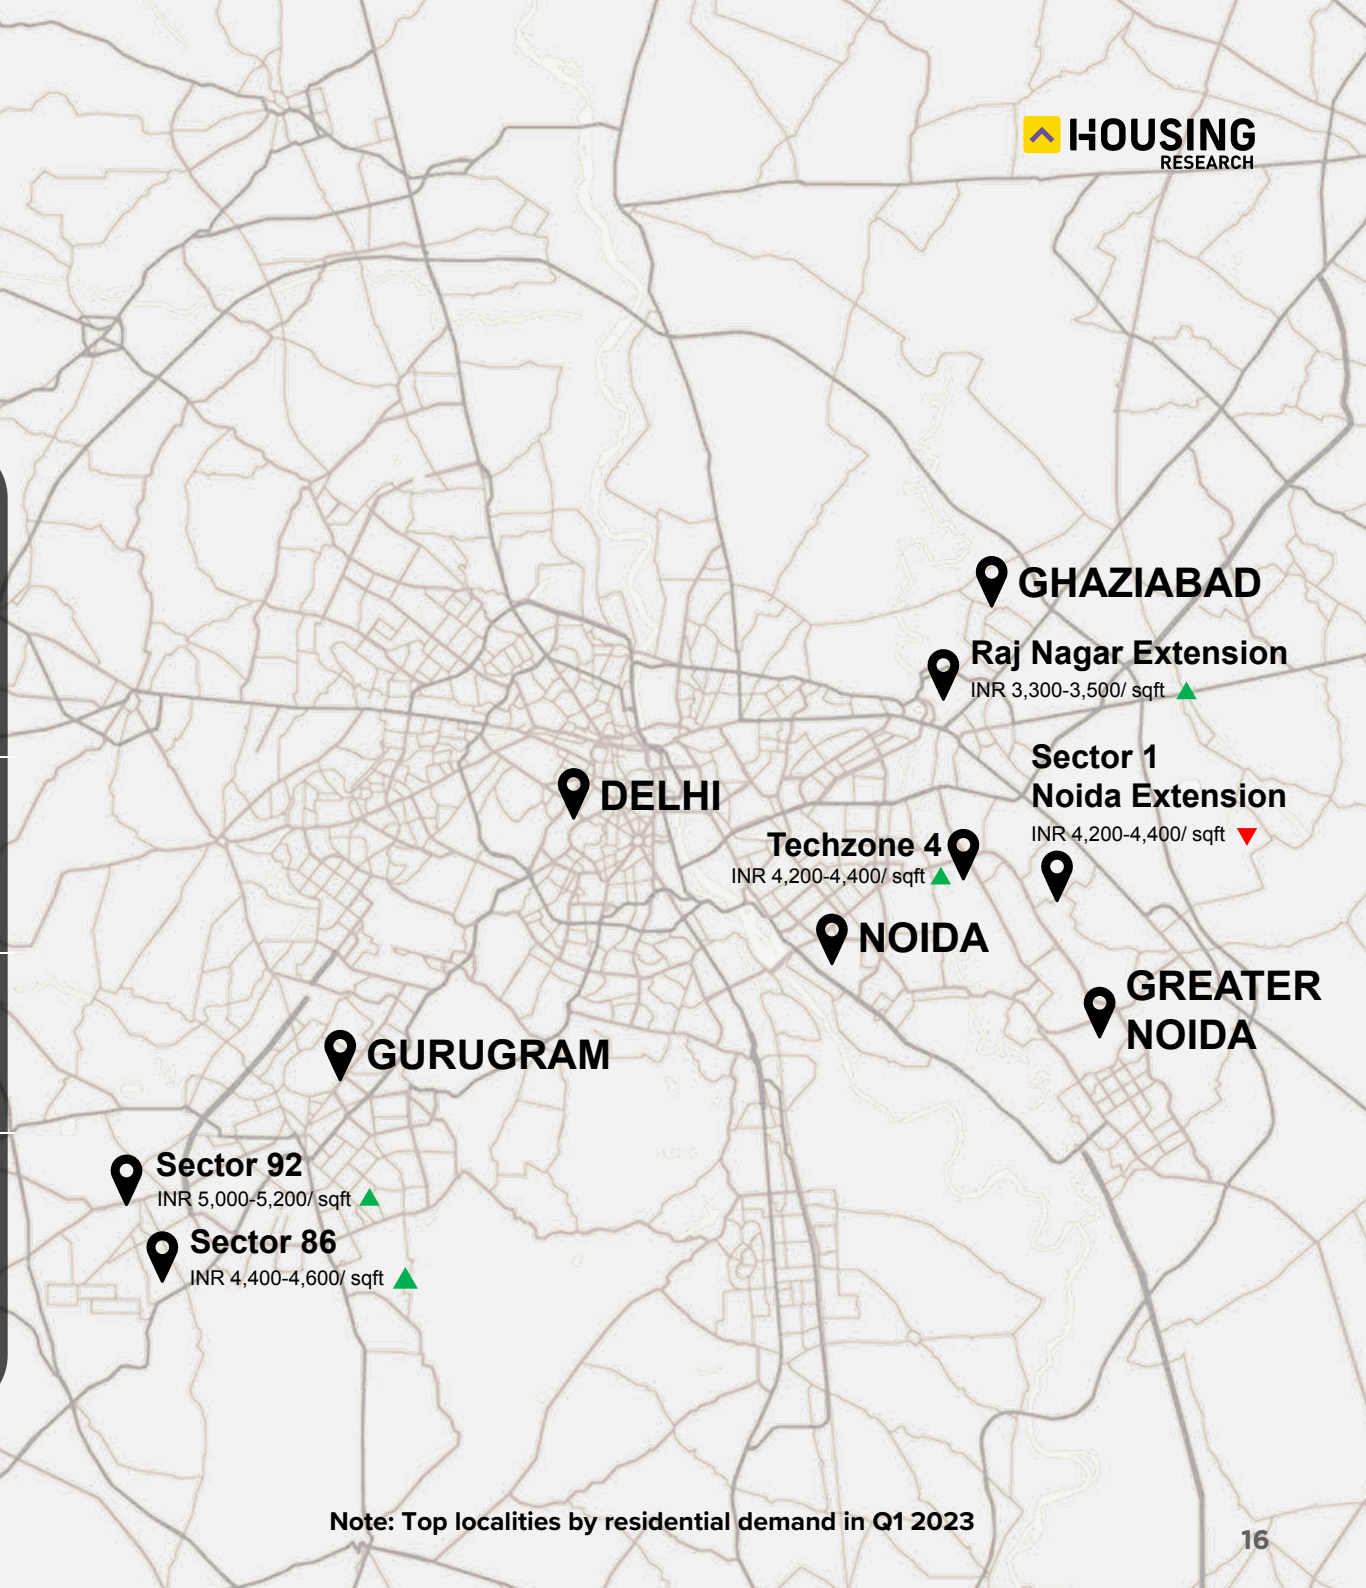 HOUSING
RESEARCH
GHAZIABAD
Raj Nagar Extension
INR 3,300-3,500/ sqft
Sector 1
Noida Extension
INR 4,200-4,400/ sqft
DELHI
Techzone 4
INR 4,200-4,400/ sqft
NOIDA
GREATER
NOIDA
GURUGRAM
Sector 92
INR 5,000-5,200/ sqft
Sector 86
INR 4,400-4,600/ sqft
Note: Top localities by residential demand in Q1 2023
16